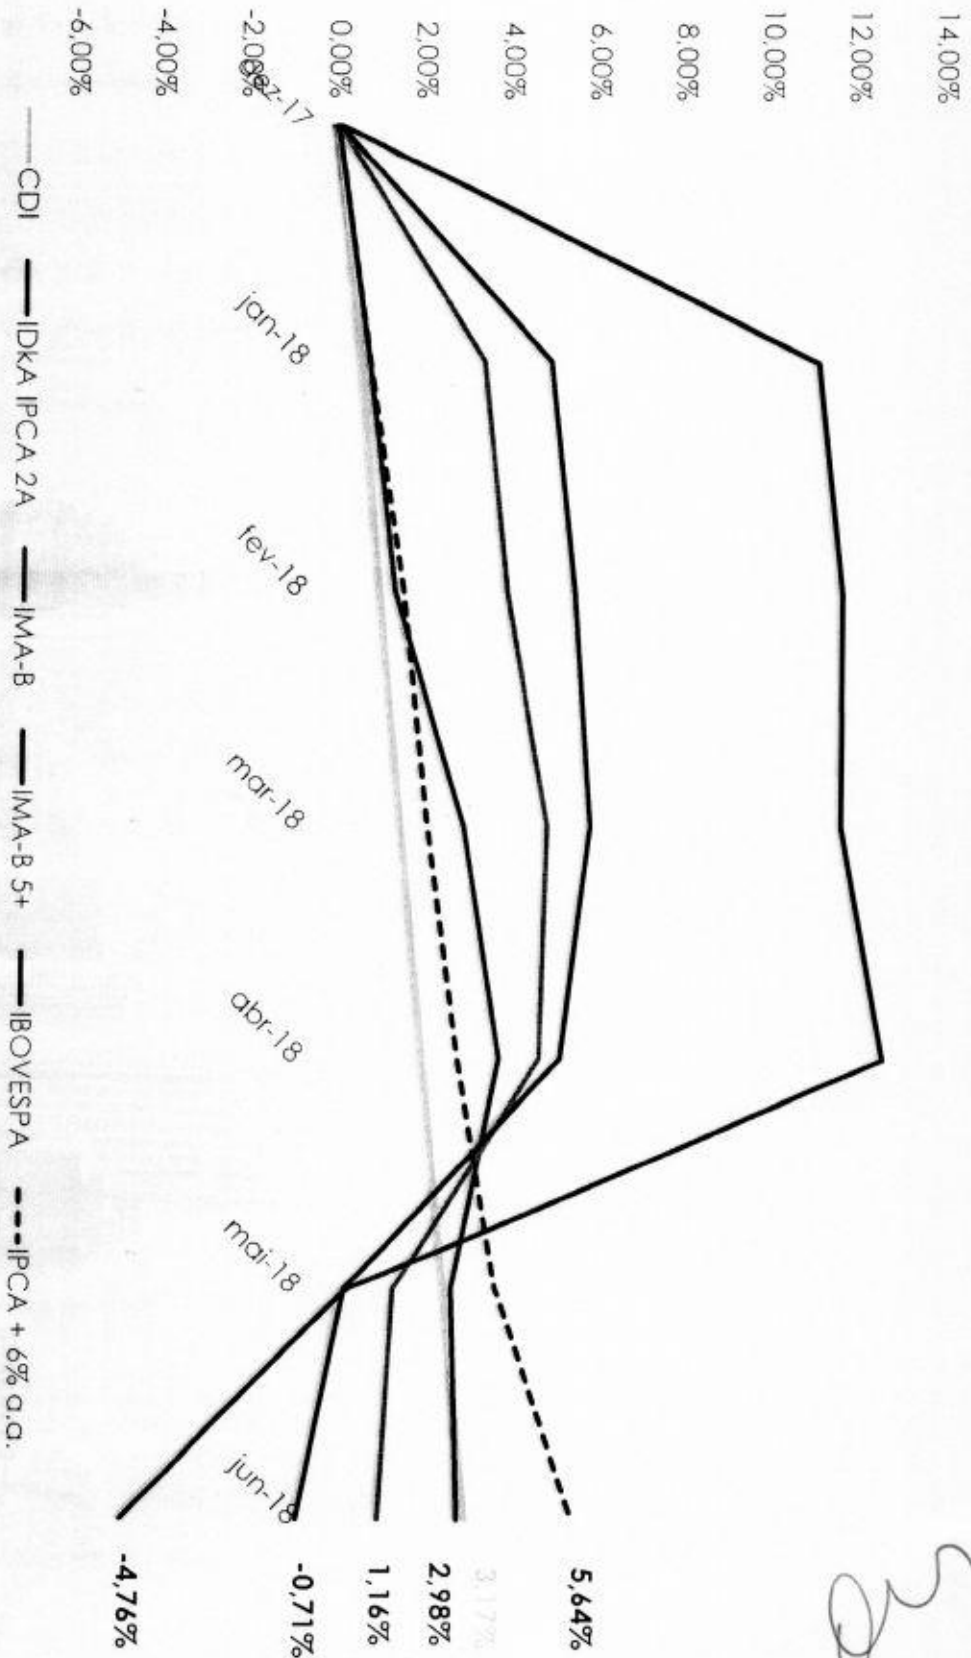 14,00%
12,00%
10,00%
8,00%
6,00%
4,00%
2,00%
0,00%
-2,00%
-4,00%
-6,00%
dez-17
jan-18
fev-18
mar-18
abr-18
mai-18
jun-18
5,64%
3,17%
2,98%
1,16%
-0,71%
-4,76%
CDI IDkA IPCA 2A IMA-B IMA-B 5+ IBOVESPA IPCA + 6% a.a.